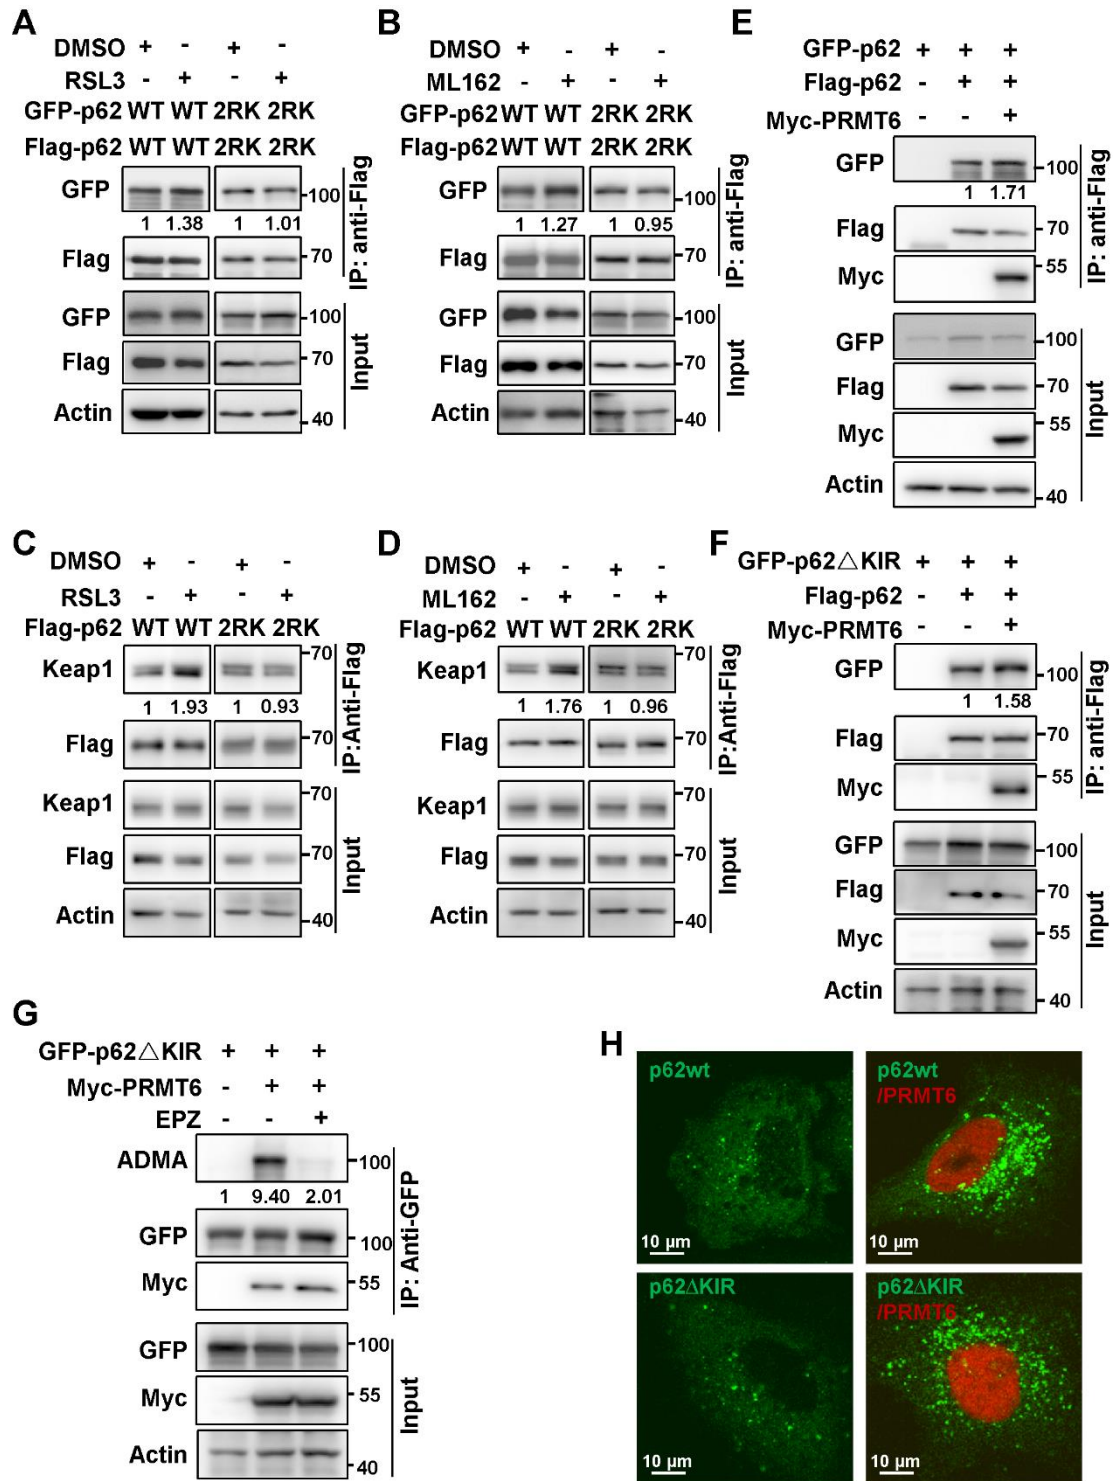 A
DMSO + - + -
RSL3 - + - +
GFP-p62 WT WT 2RK 2RK
Flag-p62 WT WT 2RK 2RK
GFP 100
1 1.38 1 1.01
Flag 70
IP: anti-Flag
GFP 100
Flag 70
Actin 40
Input
B
DMSO + - + -
ML162 - + - +
GFP-p62 WT WT 2RK 2RK
Flag-p62 WT WT 2RK 2RK
GFP 100
1 1.27 1 0.95
Flag 70
IP: anti-Flag
GFP 100
Flag 70
Actin 40
Input
E
GFP-p62 + + +
Flag-p62 - + +
Myc-PRMT6 - - +
GFP 100
1 1.71
Flag 70
Myc 55
IP: anti-Flag
GFP 100
Flag 70
Myc 55
Actin 40
Input
C
DMSO + - + -
RSL3 - + - +
Flag-p62 WT WT 2RK 2RK
Keap1 70
1 1.93 1 0.93
Flag 70
IP:Anti-Flag
Keap1 70
Flag 70
Actin 40
Input
D
DMSO + - + -
ML162 - + - +
Flag-p62 WT WT 2RK 2RK
Keap1 70
1 1.76 1 0.96
Flag 70
IP:Anti-Flag
Keap1 70
Flag 70
Actin 40
Input
F
GFP-p62△KIR + + +
Flag-p62 - + +
Myc-PRMT6 - - +
GFP 100
1 1.58
Flag 70
Myc 55
IP: anti-Flag
GFP 100
Flag 70
Myc 55
Actin 40
Input
G
GFP-p62△KIR + + +
Myc-PRMT6 - + +
EPZ - - +
ADMA 100
1 9.40 2.01
GFP 100
Myc 55
IP: Anti-GFP
GFP 100
Myc 55
Actin 40
Input
H
p62wt
10 μm
p62wt
/PRMT6
10 μm
p62ΔKIR
10 μm
p62ΔKIR
/PRMT6
10 μm